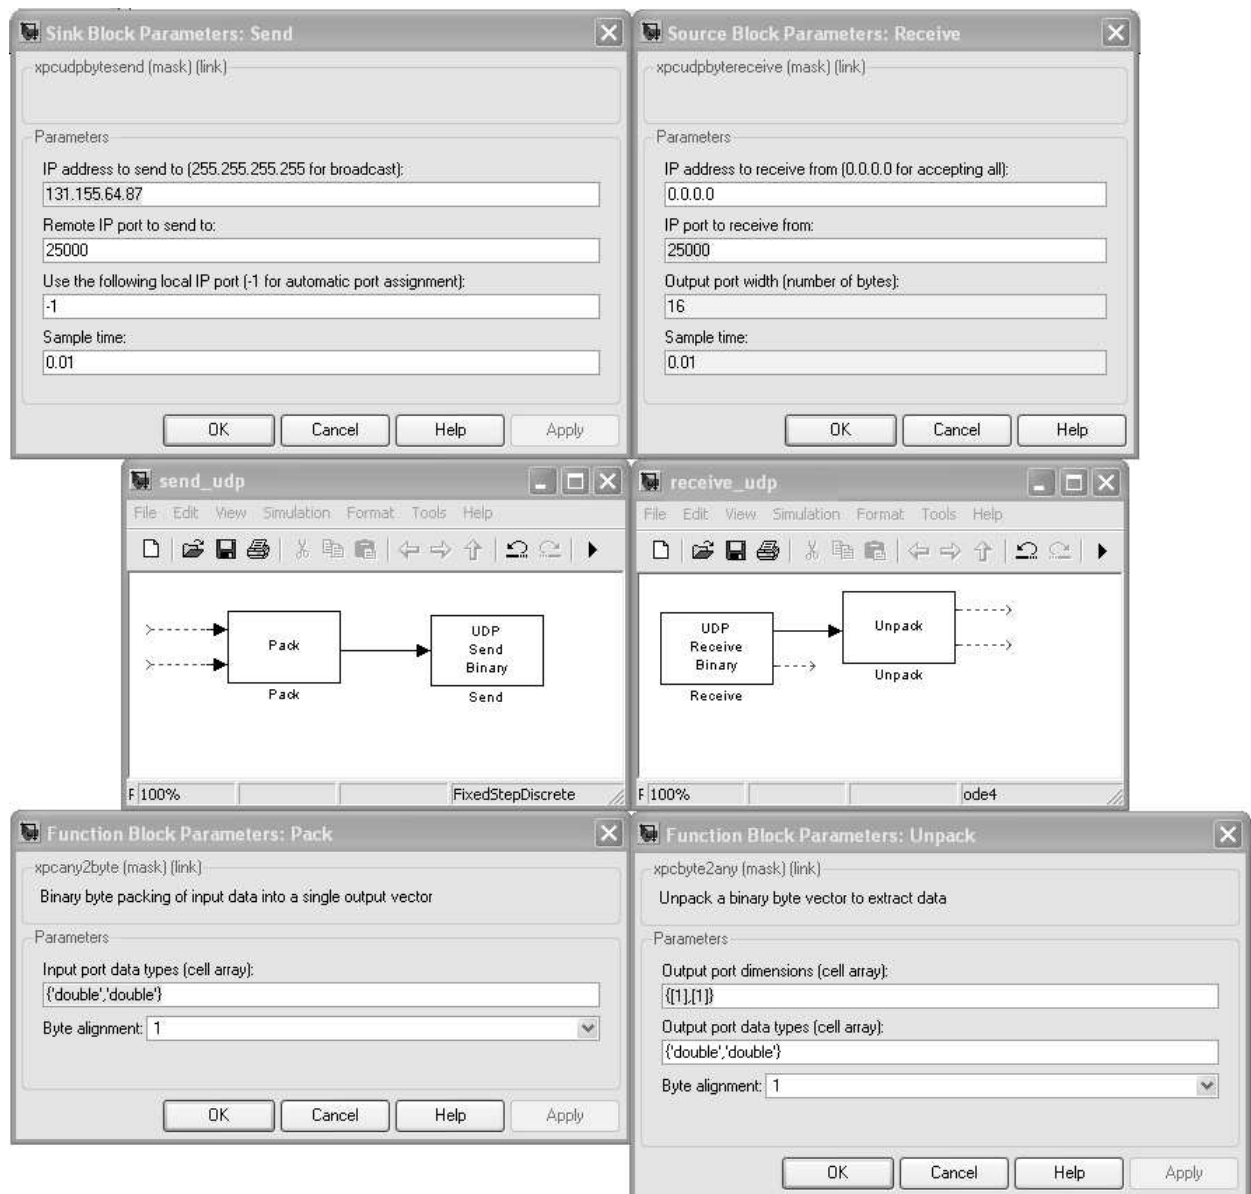 Sink Block Parameters: Send
xpcudpbytesend (mask) (link)
Parameters
IP address to send to (255.255.255.255 for broadcast):
131.155.64.87
Remote IP port to send to:
25000
Use the following local IP port (-1 for automatic port assignment):
-1
Sample time:
0.01
OK Cancel Help Apply
Source Block Parameters: Receive
xpcudpbytereceive (mask) (link)
Parameters
IP address to receive from (0.0.0.0 for accepting all):
0.0.0.0
IP port to receive from:
25000
Output port width (number of bytes):
16
Sample time:
0.01
OK Cancel Help
send_udp
File Edit View Simulation Format Tools Help
Pack
Pack
UDP
Send
Binary
Send
F 100% FixedStepDiscrete
receive_udp
File Edit View Simulation Format Tools Help
UDP
Receive
Binary
Receive
Unpack
Unpack
F 100% ode4
Function Block Parameters: Pack
xpcany2byte (mask) (link)
Binary byte packing of input data into a single output vector
Parameters
Input port data types (cell array):
{'double','double'}
Byte alignment: 1
OK Cancel Help Apply
Function Block Parameters: Unpack
xpcbyte2any (mask) (link)
Unpack a binary byte vector to extract data
Parameters
Output port dimensions (cell array):
{[1],[1]}
Output port data types (cell array):
{'double','double'}
Byte alignment: 1
OK Cancel Help Apply